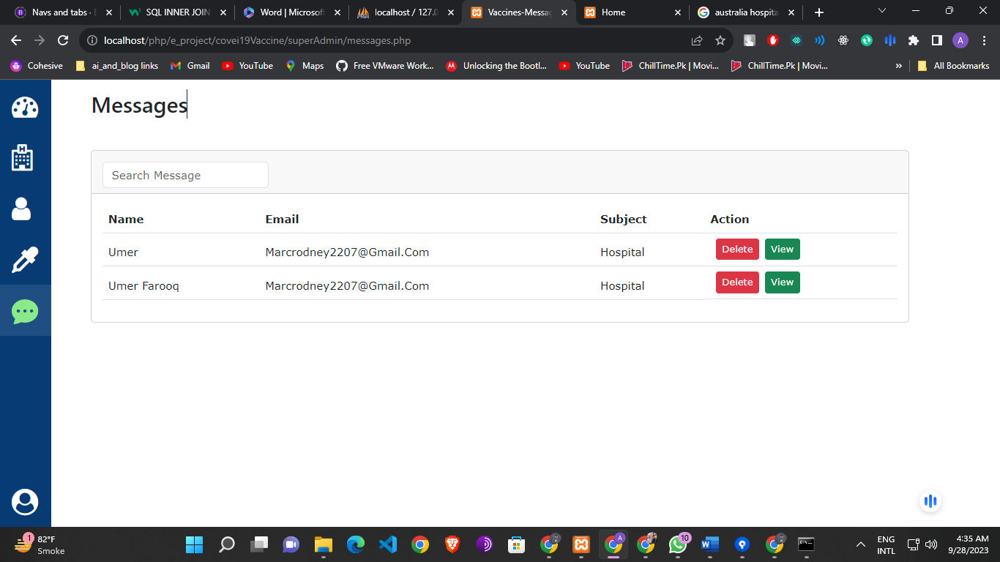 Navs and tabs · B
SQL INNER JOIN
Word | Microsof
localhost / 127.0
Vaccines-Messag
Home
australia hospita
localhost/php/e_project/covei19Vaccine/superAdmin/messages.php
A
Cohesive
ai_and_blog links
Gmail
YouTube
Maps
Free VMware Work...
Unlocking the Bootl...
YouTube
ChillTime.Pk | Movi...
ChillTime.Pk | Movi...
»
All Bookmarks
Messages
Search Message
Name Email Subject Action
Umer Marcrodney2207@Gmail.Com Hospital Delete View
Umer Farooq Marcrodney2207@Gmail.Com Hospital Delete View
1
82°F
Smoke
A
10
ENG
INTL
4:35 AM
9/28/2023